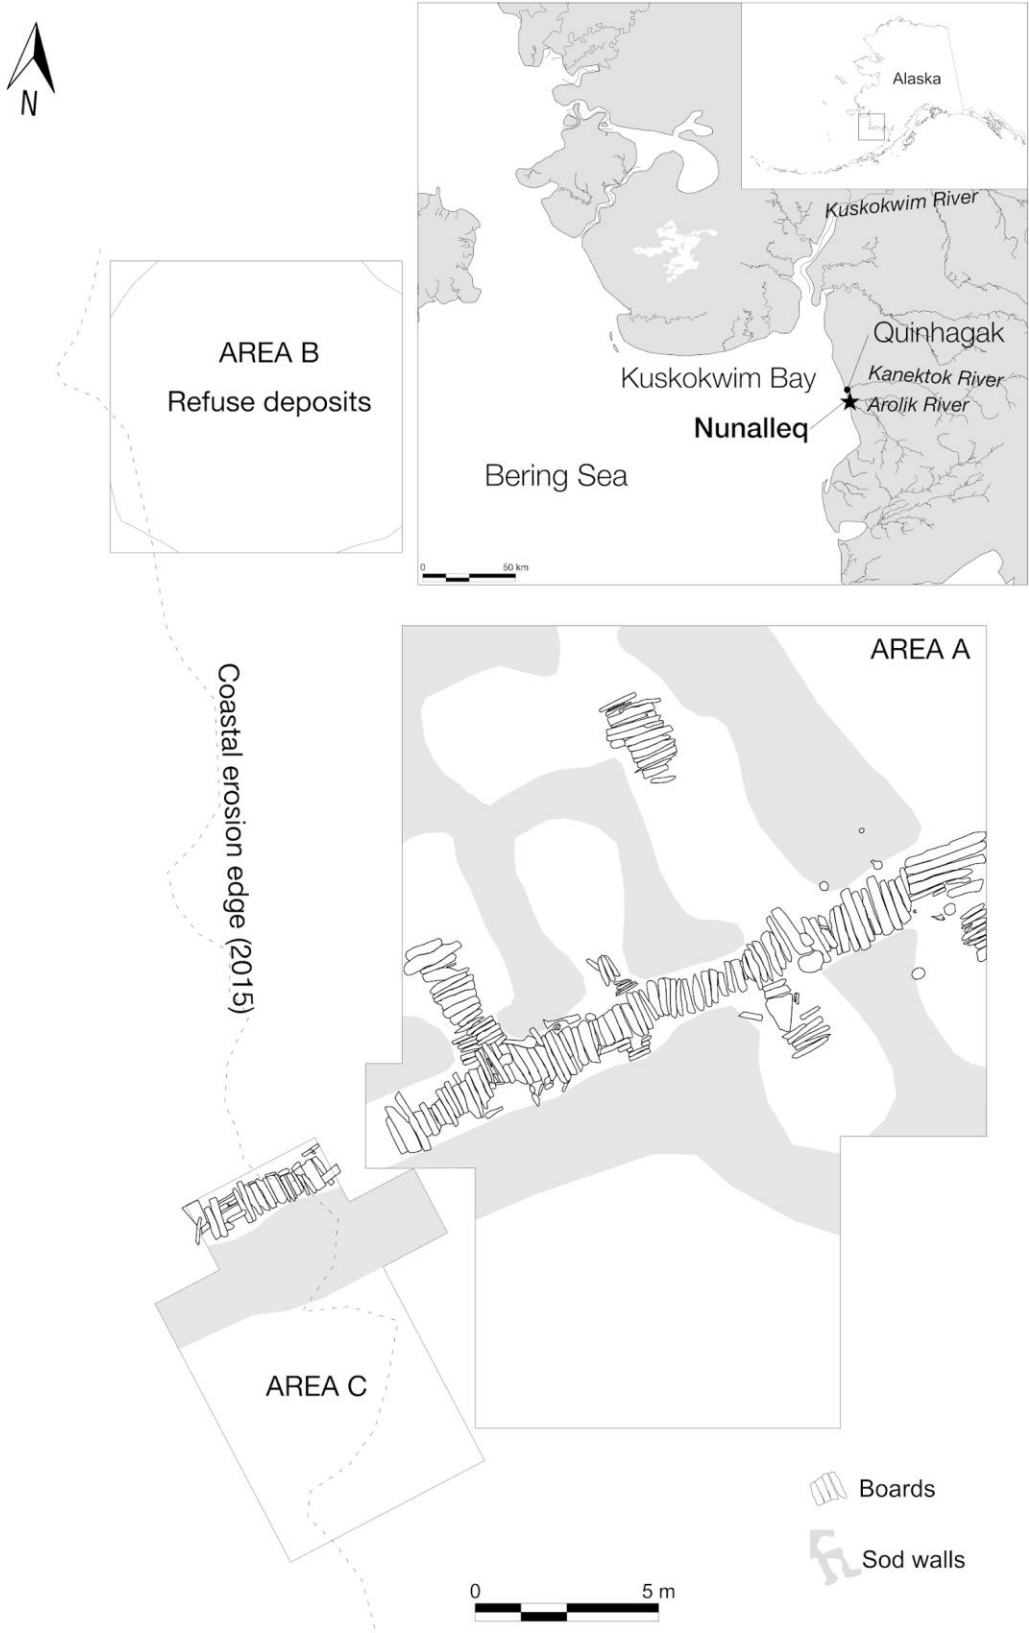 N
Alaska
Kuskokwim River
Quinhagak
Kuskokwim Bay
Kanektok River
Arolik River
Nunalleq
Bering Sea
0 50 km
AREA B
Refuse deposits
AREA A
Coastal erosion edge (2015)
AREA C
Boards
Sod walls
0 5 m